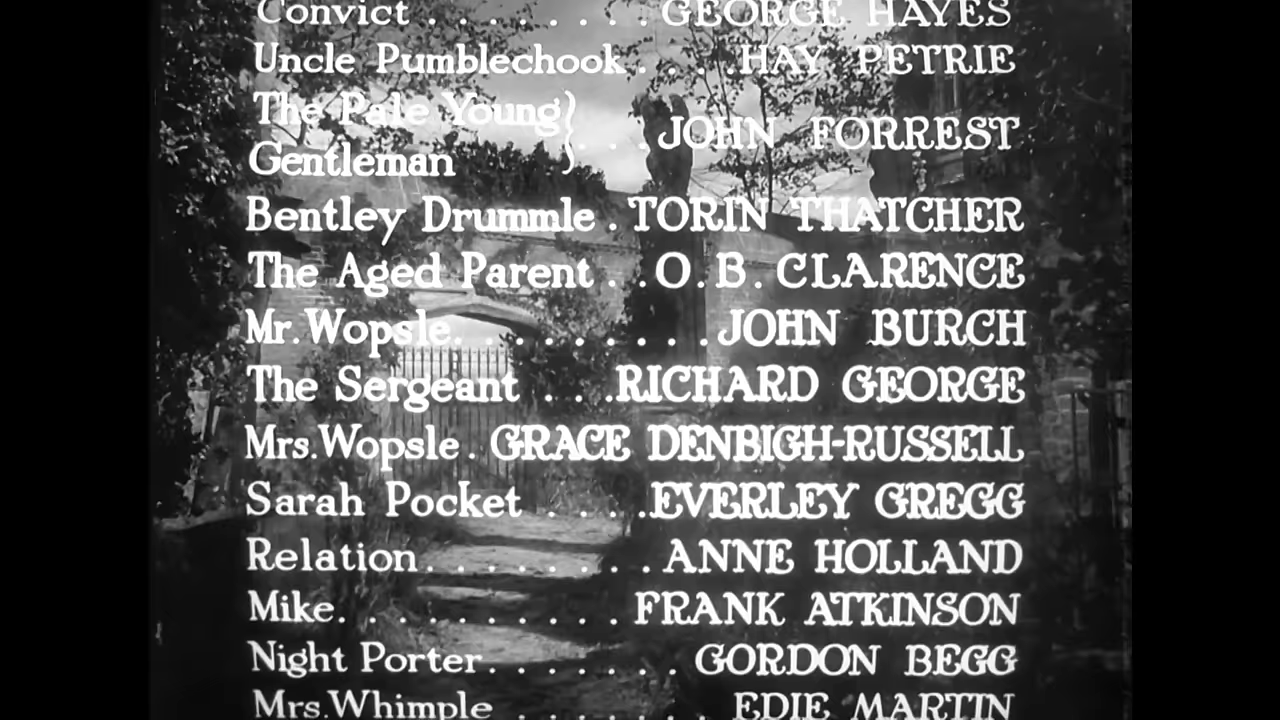 Convict . . . . . . . . GEORGE HAYES
Uncle Pumblechook . . . . HAY PETRIE
The Pale Young
Gentleman } . . . JOHN FORREST
Bentley Drummle . TORIN THATCHER
The Aged Parent . . O. B. CLARENCE
Mr. Wopsle. . . . . . . . . . JOHN BURCH
The Sergeant . . . RICHARD GEORGE
Mrs. Wopsle . GRACE DENBIGH-RUSSELL
Sarah Pocket . . . . EVERLEY GREGG
Relation . . . . . . . . . ANNE HOLLAND
Mike. . . . . . . . . . . FRANK ATKINSON
Night Porter. . . . . . . GORDON BEGG
Mrs. Whimple . . . . . . . EDIE MARTIN